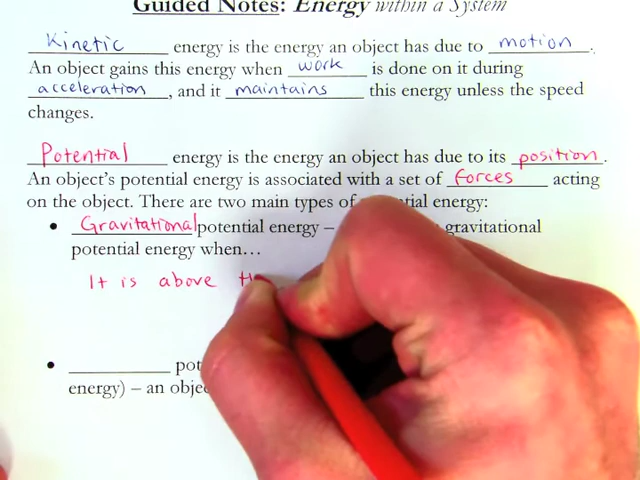 Guided Notes: Energy within a System
Kinetic energy is the energy an object has due to motion.
An object gains this energy when work is done on it during
acceleration, and it maintains this energy unless the speed
changes.
Potential energy is the energy an object has due to its position.
An object's potential energy is associated with a set of forces acting
on the object. There are two main types of energy:
• Gravitational potential energy – gravitational
potential energy when…
It is above
• __________
energy) – an